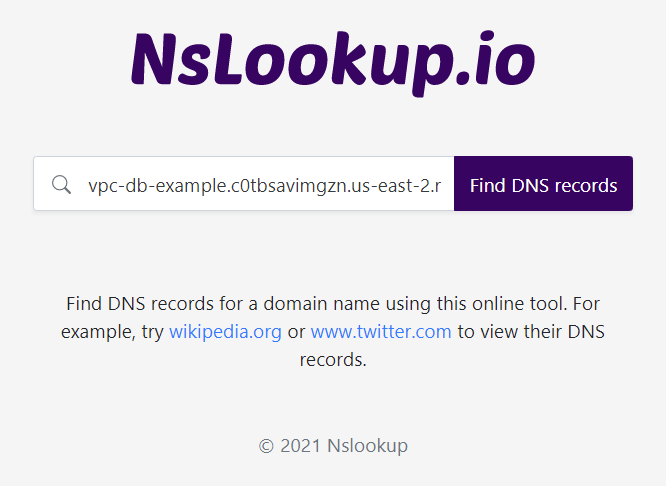 NsLookup.io
vpc-db-example.c0tbsavimgzn.us-east-2.r
Find DNS records
Find DNS records for a domain name using this online tool. For
example, try wikipedia.org or www.twitter.com to view their DNS
records.
© 2021 Nslookup